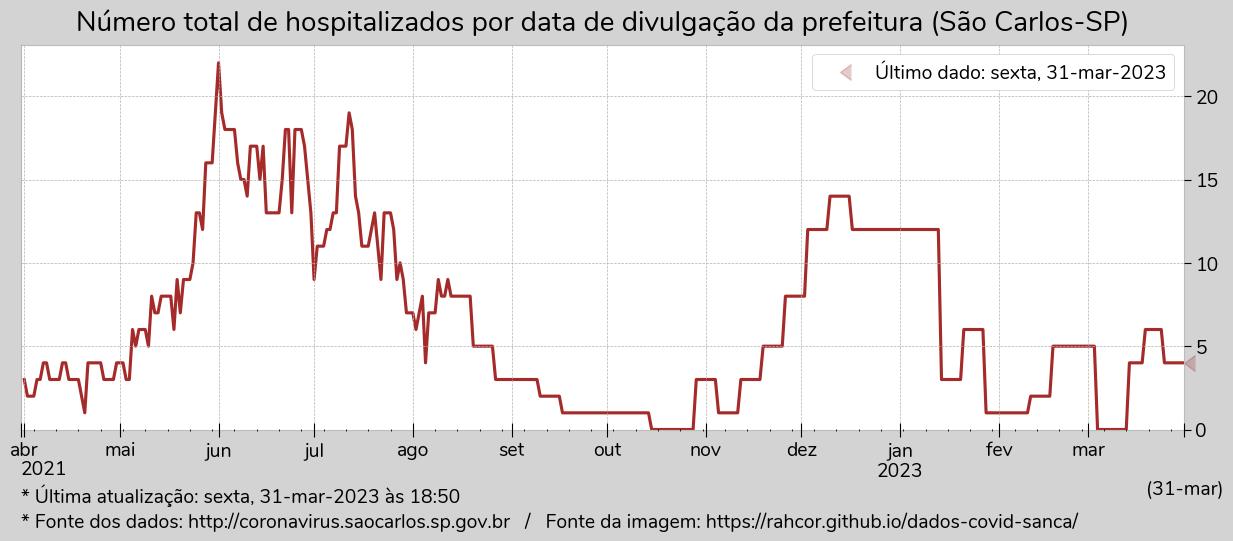 Número total de hospitalizados por data de divulgação da prefeitura (São Carlos-SP)
Último dado: sexta, 31-mar-2023
20
15
10
5
0
abr mai jun jul ago set out nov dez jan fev mar
2021 2023
(31-mar)
* Última atualização: sexta, 31-mar-2023 às 18:50
* Fonte dos dados: http://coronavirus.saocarlos.sp.gov.br / Fonte da imagem: https://rahcor.github.io/dados-covid-sanca/